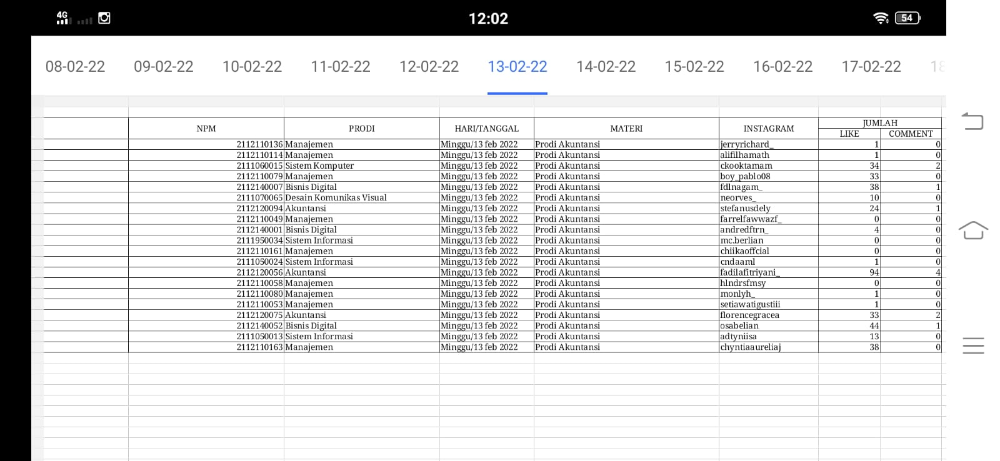 4G 12:02 54
08-02-22 09-02-22 10-02-22 11-02-22 12-02-22 13-02-22 14-02-22 15-02-22 16-02-22 17-02-22 18
NPM PRODI HARI/TANGGAL MATERI INSTAGRAM JUMLAH
LIKE COMMENT
2112110136 Manajemen Minggu/13 feb 2022 Prodi Akuntansi jerryrichard_ 1 0
2112110114 Manajemen Minggu/13 feb 2022 Prodi Akuntansi alifilhamath 1 0
2111060015 Sistem Komputer Minggu/13 feb 2022 Prodi Akuntansi ckooktamam 34 2
2112110079 Manajemen Minggu/13 feb 2022 Prodi Akuntansi boy_pablo08 33 0
2112140007 Bisnis Digital Minggu/13 feb 2022 Prodi Akuntansi fdlnagam_ 38 1
2111070065 Desain Komunikas Visual Minggu/13 feb 2022 Prodi Akuntansi neorves_ 10 0
2112120094 Akuntansi Minggu/13 feb 2022 Prodi Akuntansi stefanusdely 24 1
2112110049 Manajemen Minggu/13 feb 2022 Prodi Akuntansi farrelfawwazf_ 0 0
2112140001 Bisnis Digital Minggu/13 feb 2022 Prodi Akuntansi andredftrn_ 4 0
2111950034 Sistem Informasi Minggu/13 feb 2022 Prodi Akuntansi mc.berlian 0 0
2112110161 Manajemen Minggu/13 feb 2022 Prodi Akuntansi chiikaoffcial 0 0
2111050024 Sistem Informasi Minggu/13 feb 2022 Prodi Akuntansi cndaaml 1 0
2112120056 Akuntansi Minggu/13 feb 2022 Prodi Akuntansi fadilafitriyani_ 94 4
2112110058 Manajemen Minggu/13 feb 2022 Prodi Akuntansi hlndrsfmsy 0 0
2112110080 Manajemen Minggu/13 feb 2022 Prodi Akuntansi monlyh_ 1 0
2112110053 Manajemen Minggu/13 feb 2022 Prodi Akuntansi setiawatigustiii 1 0
2112120075 Akuntansi Minggu/13 feb 2022 Prodi Akuntansi florencegracea 33 2
2112140052 Bisnis Digital Minggu/13 feb 2022 Prodi Akuntansi osabelian 44 1
2111050013 Sistem Informasi Minggu/13 feb 2022 Prodi Akuntansi adtyniisa 13 0
2112110163 Manajemen Minggu/13 feb 2022 Prodi Akuntansi chyntiaaureliaj 38 0